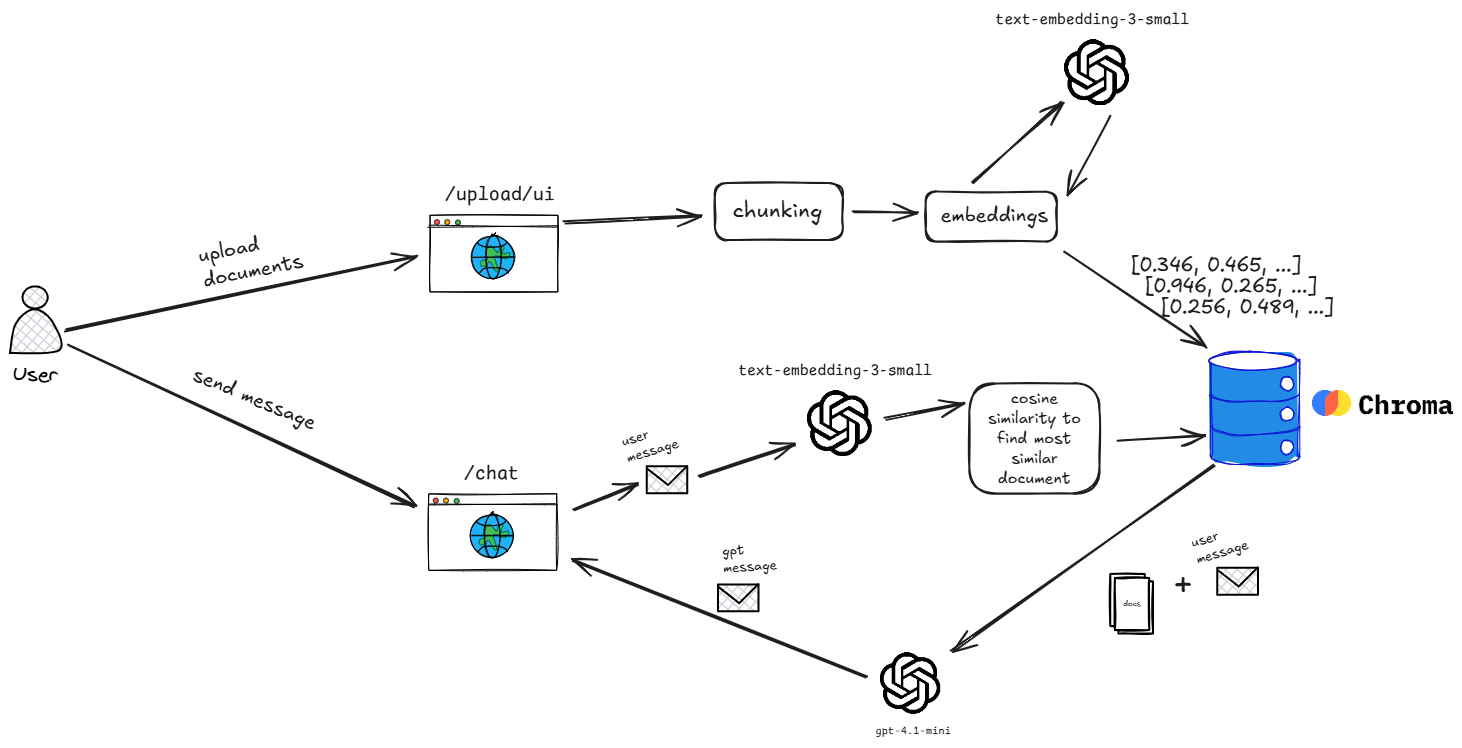 text-embedding-3-small
/upload/ui
chunking
embeddings
upload
documents
[0.346, 0.465, ...]
[0.946, 0.265, ...]
[0.256, 0.489, ...]
User
send message
text-embedding-3-small
cosine
similarity to
find most
similar
document
Chroma
user
message
/chat
gpt
message
user
message
docs
+
gpt-4.1-mini